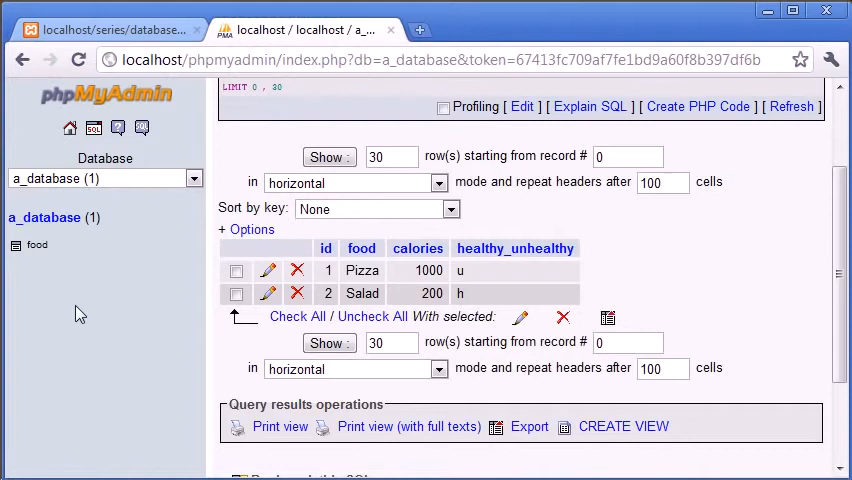 localhost/series/database...
localhost / localhost / a_...
localhost/phpmyadmin/index.php?db=a_database&token=67413fc709af7fe1bd9a60f8b397df6b
phpMyAdmin
LIMIT 0 , 30
Profiling [ Edit ] [ Explain SQL ] [ Create PHP Code ] [ Refresh ]
SQL
Database
a_database (1)
a_database (1)
food
Show : 30 row(s) starting from record # 0
in horizontal mode and repeat headers after 100 cells
Sort by key: None
+ Options
id food calories healthy_unhealthy
1 Pizza 1000 u
2 Salad 200 h
Check All / Uncheck All With selected:
Show : 30 row(s) starting from record # 0
in horizontal mode and repeat headers after 100 cells
Query results operations
Print view Print view (with full texts) Export CREATE VIEW